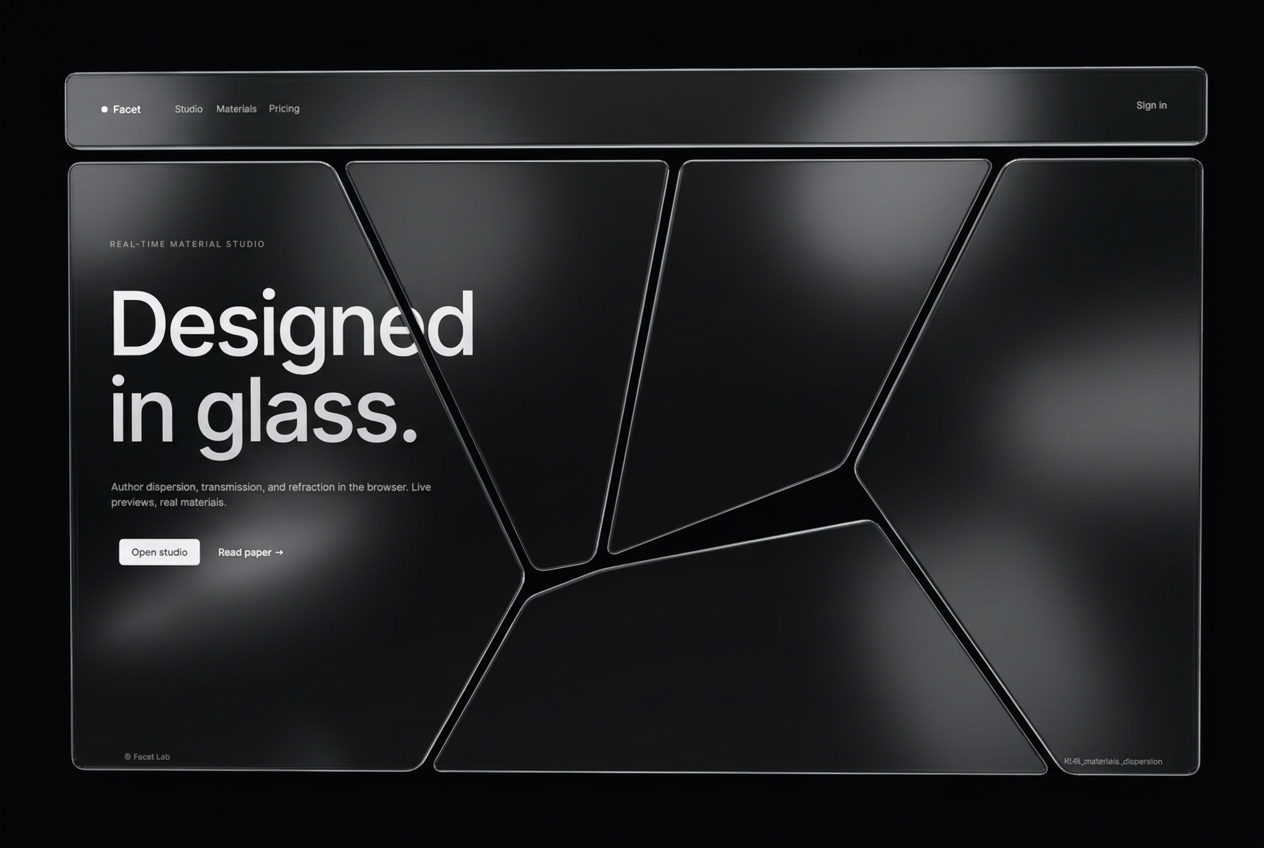 Facet
Studio
Materials
Pricing
Sign in
REAL-TIME MATERIAL STUDIO
Designed
in glass.
Author dispersion, transmission, and refraction in the browser. Live
previews, real materials.
Open studio
Read paper →
© Facet Lab